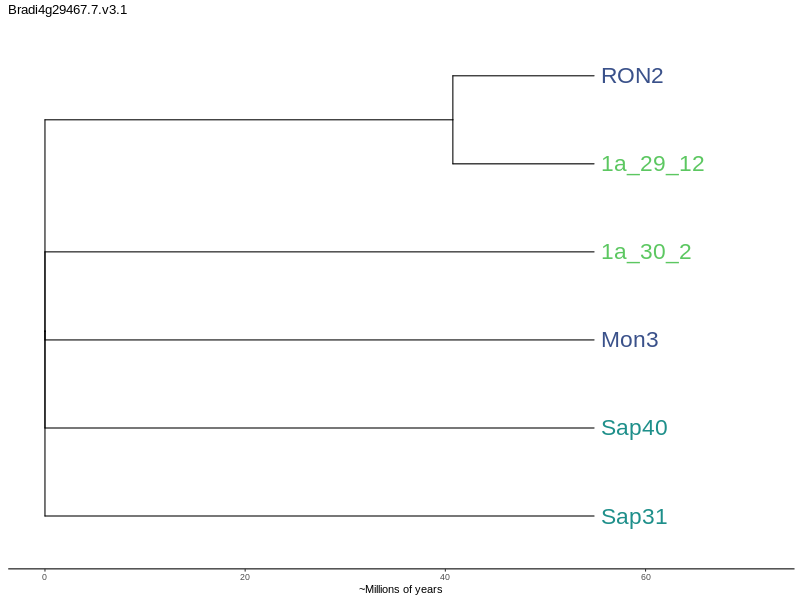 Bradi4g29467.7.v3.1
RON2
1a_29_12
1a_30_2
Mon3
Sap40
Sap31
0 20 40 60
~Millions of years